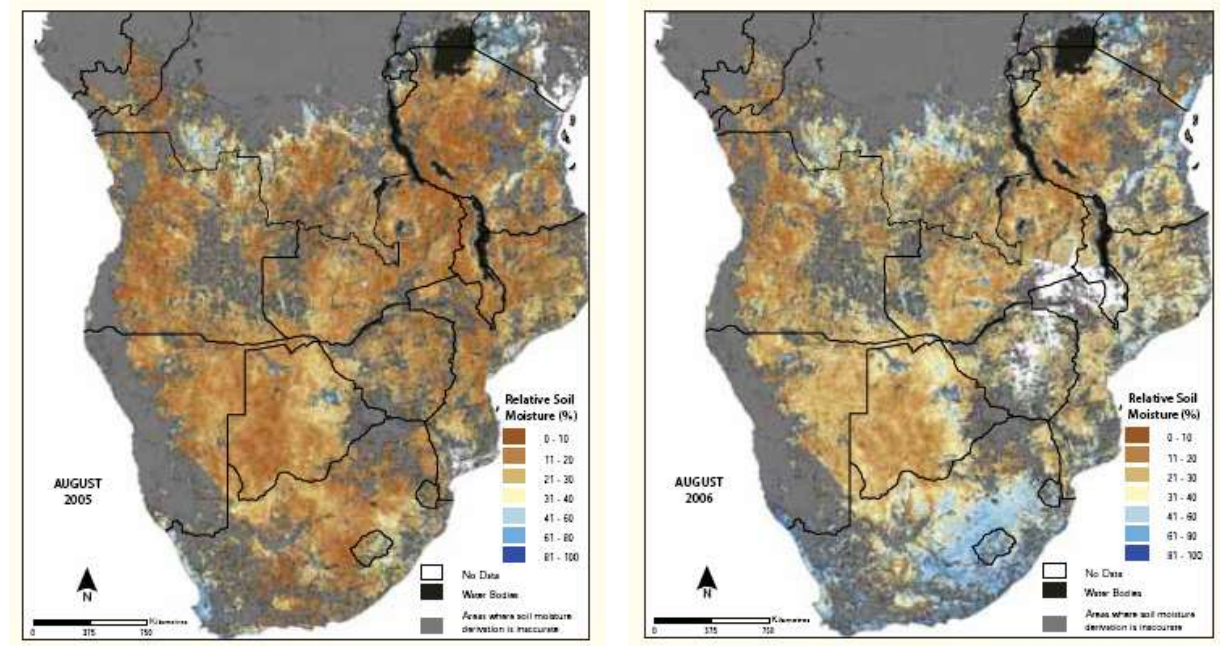 Relative Soil
Moisture (%)
0 - 10
11 - 20
21 - 30
31 - 40
41 - 60
61 - 80
81 - 100
AUGUST
2005
N
No Data
Water Bodies
Areas where soil moisture
derivation is inaccurate
0 375 750 Kilometres
Relative Soil
Moisture (%)
0 - 10
11 - 20
21 - 30
31 - 40
41 - 60
61 - 80
81 - 100
AUGUST
2006
N
No Data
Water Bodies
Areas where soil moisture
derivation is inaccurate
0 375 750 Kilometres